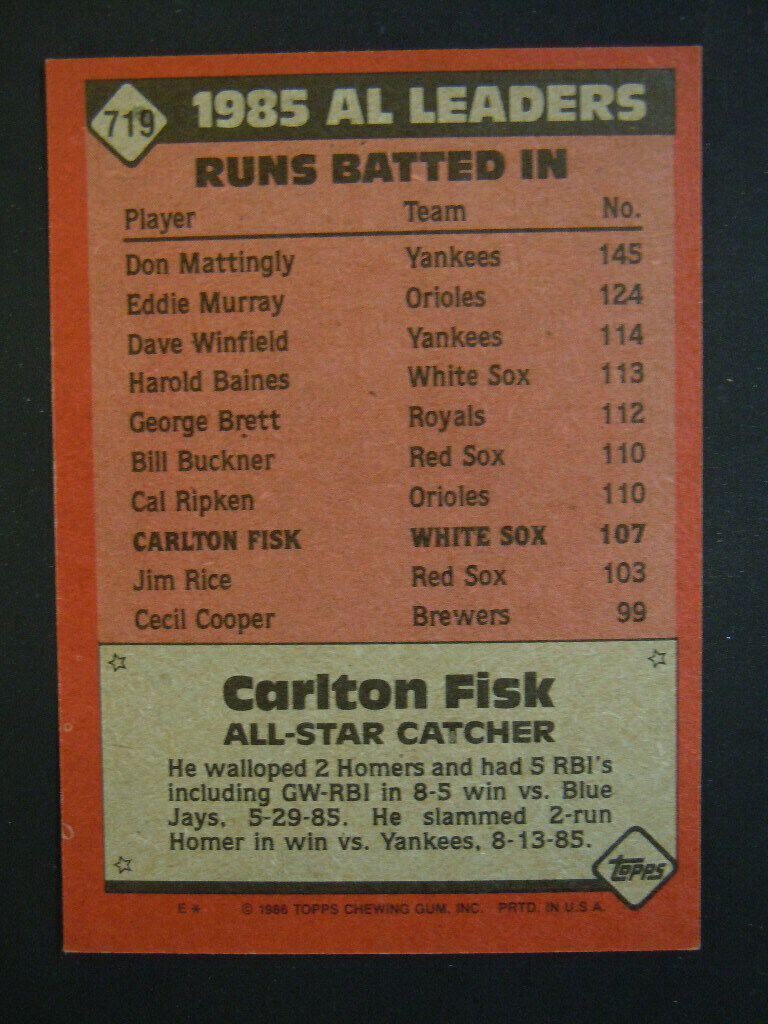 719
1985 AL LEADERS
RUNS BATTED IN
Player Team No.
Don Mattingly Yankees 145
Eddie Murray Orioles 124
Dave Winfield Yankees 114
Harold Baines White Sox 113
George Brett Royals 112
Bill Buckner Red Sox 110
Cal Ripken Orioles 110
CARLTON FISK WHITE SOX 107
Jim Rice Red Sox 103
Cecil Cooper Brewers 99
Carlton Fisk
ALL-STAR CATCHER
He walloped 2 Homers and had 5 RBI's
including GW-RBI in 8-5 win vs. Blue
Jays, 5-29-85. He slammed 2-run
Homer in win vs. Yankees, 8-13-85.
topps
E * © 1986 TOPPS CHEWING GUM, INC. PRTD. IN U.S.A.